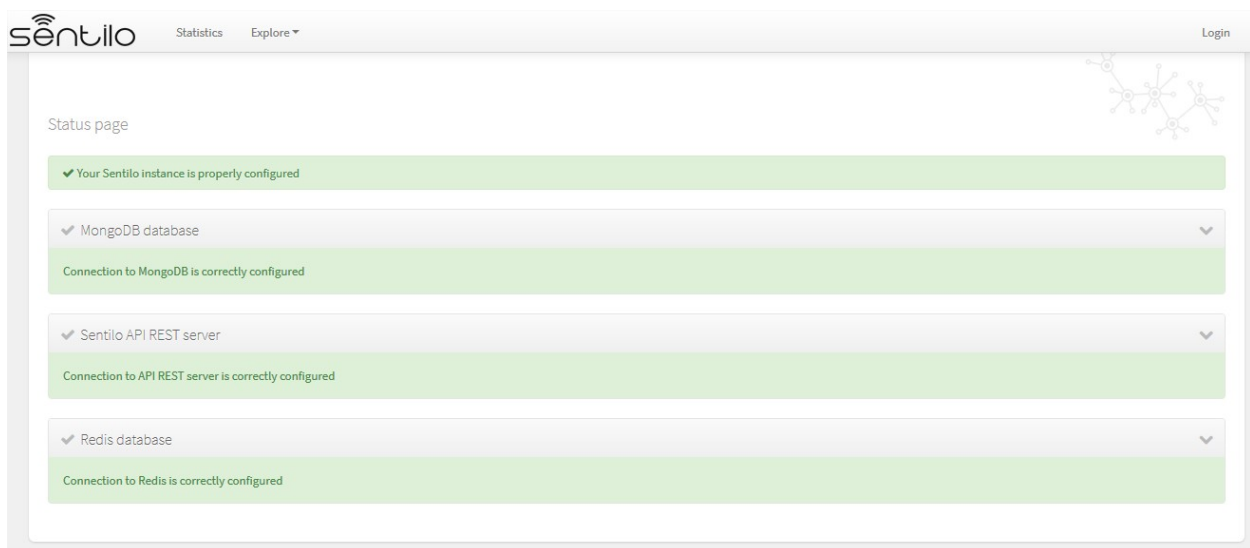 sentilo Statistics Explore Login
Status page
Your Sentilo instance is properly configured
MongoDB database
Connection to MongoDB is correctly configured
Sentilo API REST server
Connection to API REST server is correctly configured
Redis database
Connection to Redis is correctly configured